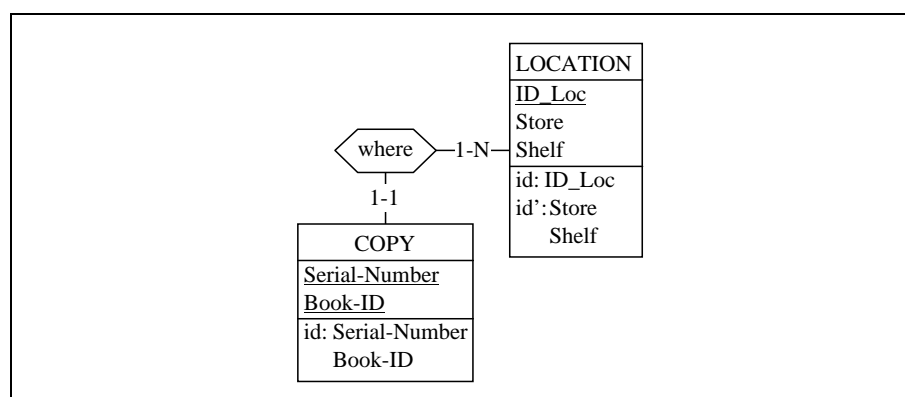 LOCATION
ID_Loc
Store
Shelf
id: ID_Loc
id’:Store
Shelf
where
1-N
1-1
COPY
Serial-Number
Book-ID
id: Serial-Number
Book-ID